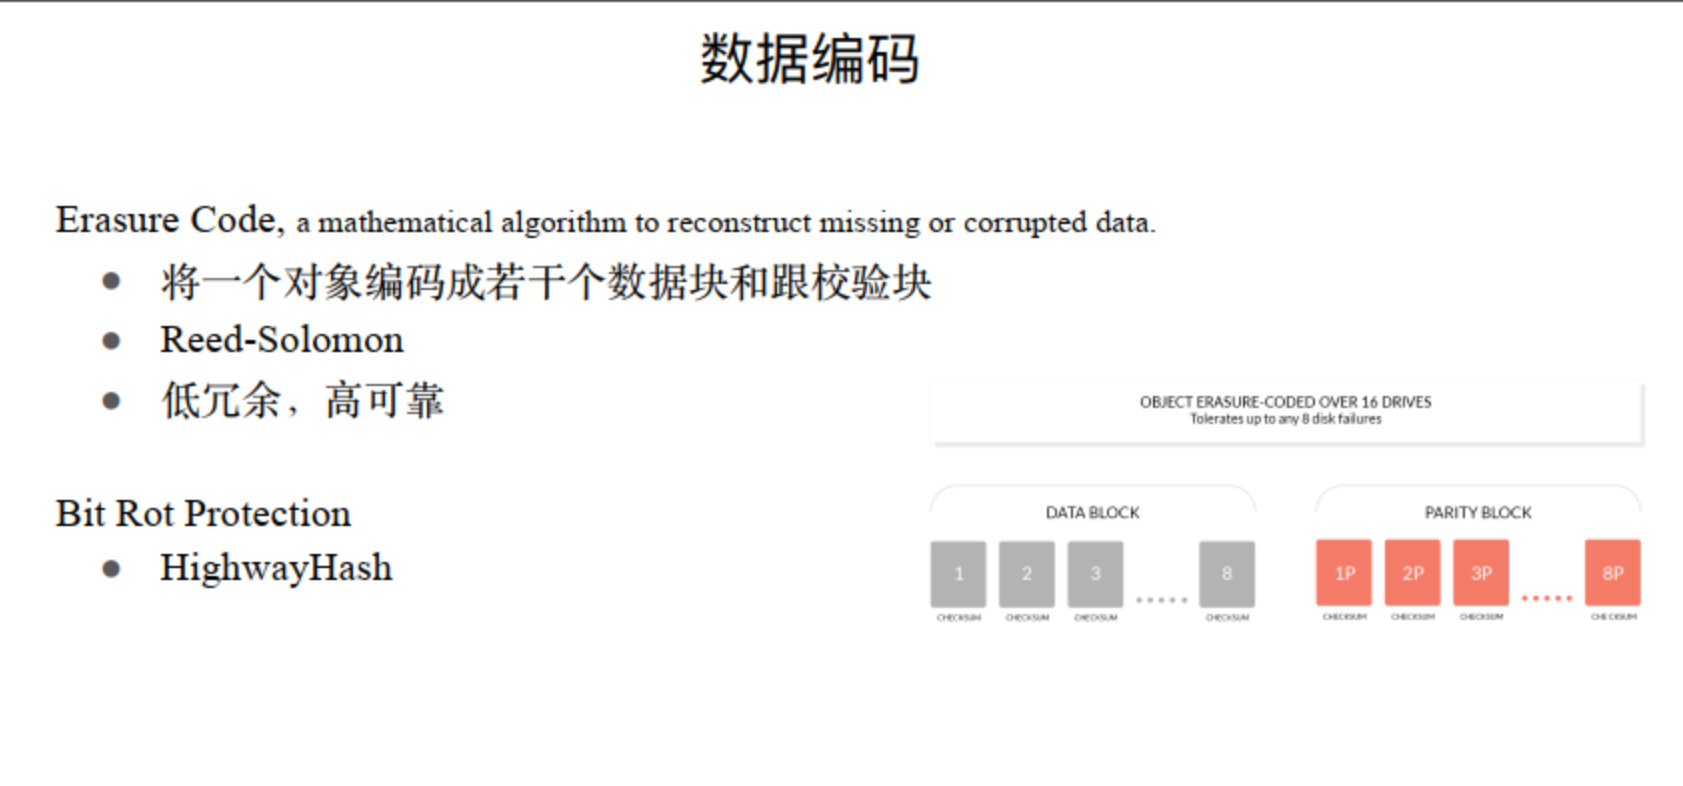 数据编码
Erasure Code, a mathematical algorithm to reconstruct missing or corrupted data.
● 将一个对象编码成若干个数据块和跟校验块
● Reed-Solomon
● 低冗余，高可靠
Bit Rot Protection
● HighwayHash
OBJECT ERASURE-CODED OVER 16 DRIVES
Tolerates up to any 8 disk failures
DATA BLOCK
1 2 3 ..... 8
CHECKSUM CHECKSUM CHECKSUM CHECKSUM
PARITY BLOCK
1P 2P 3P ..... 8P
CHECKSUM CHECKSUM CHECKSUM CHECKSUM